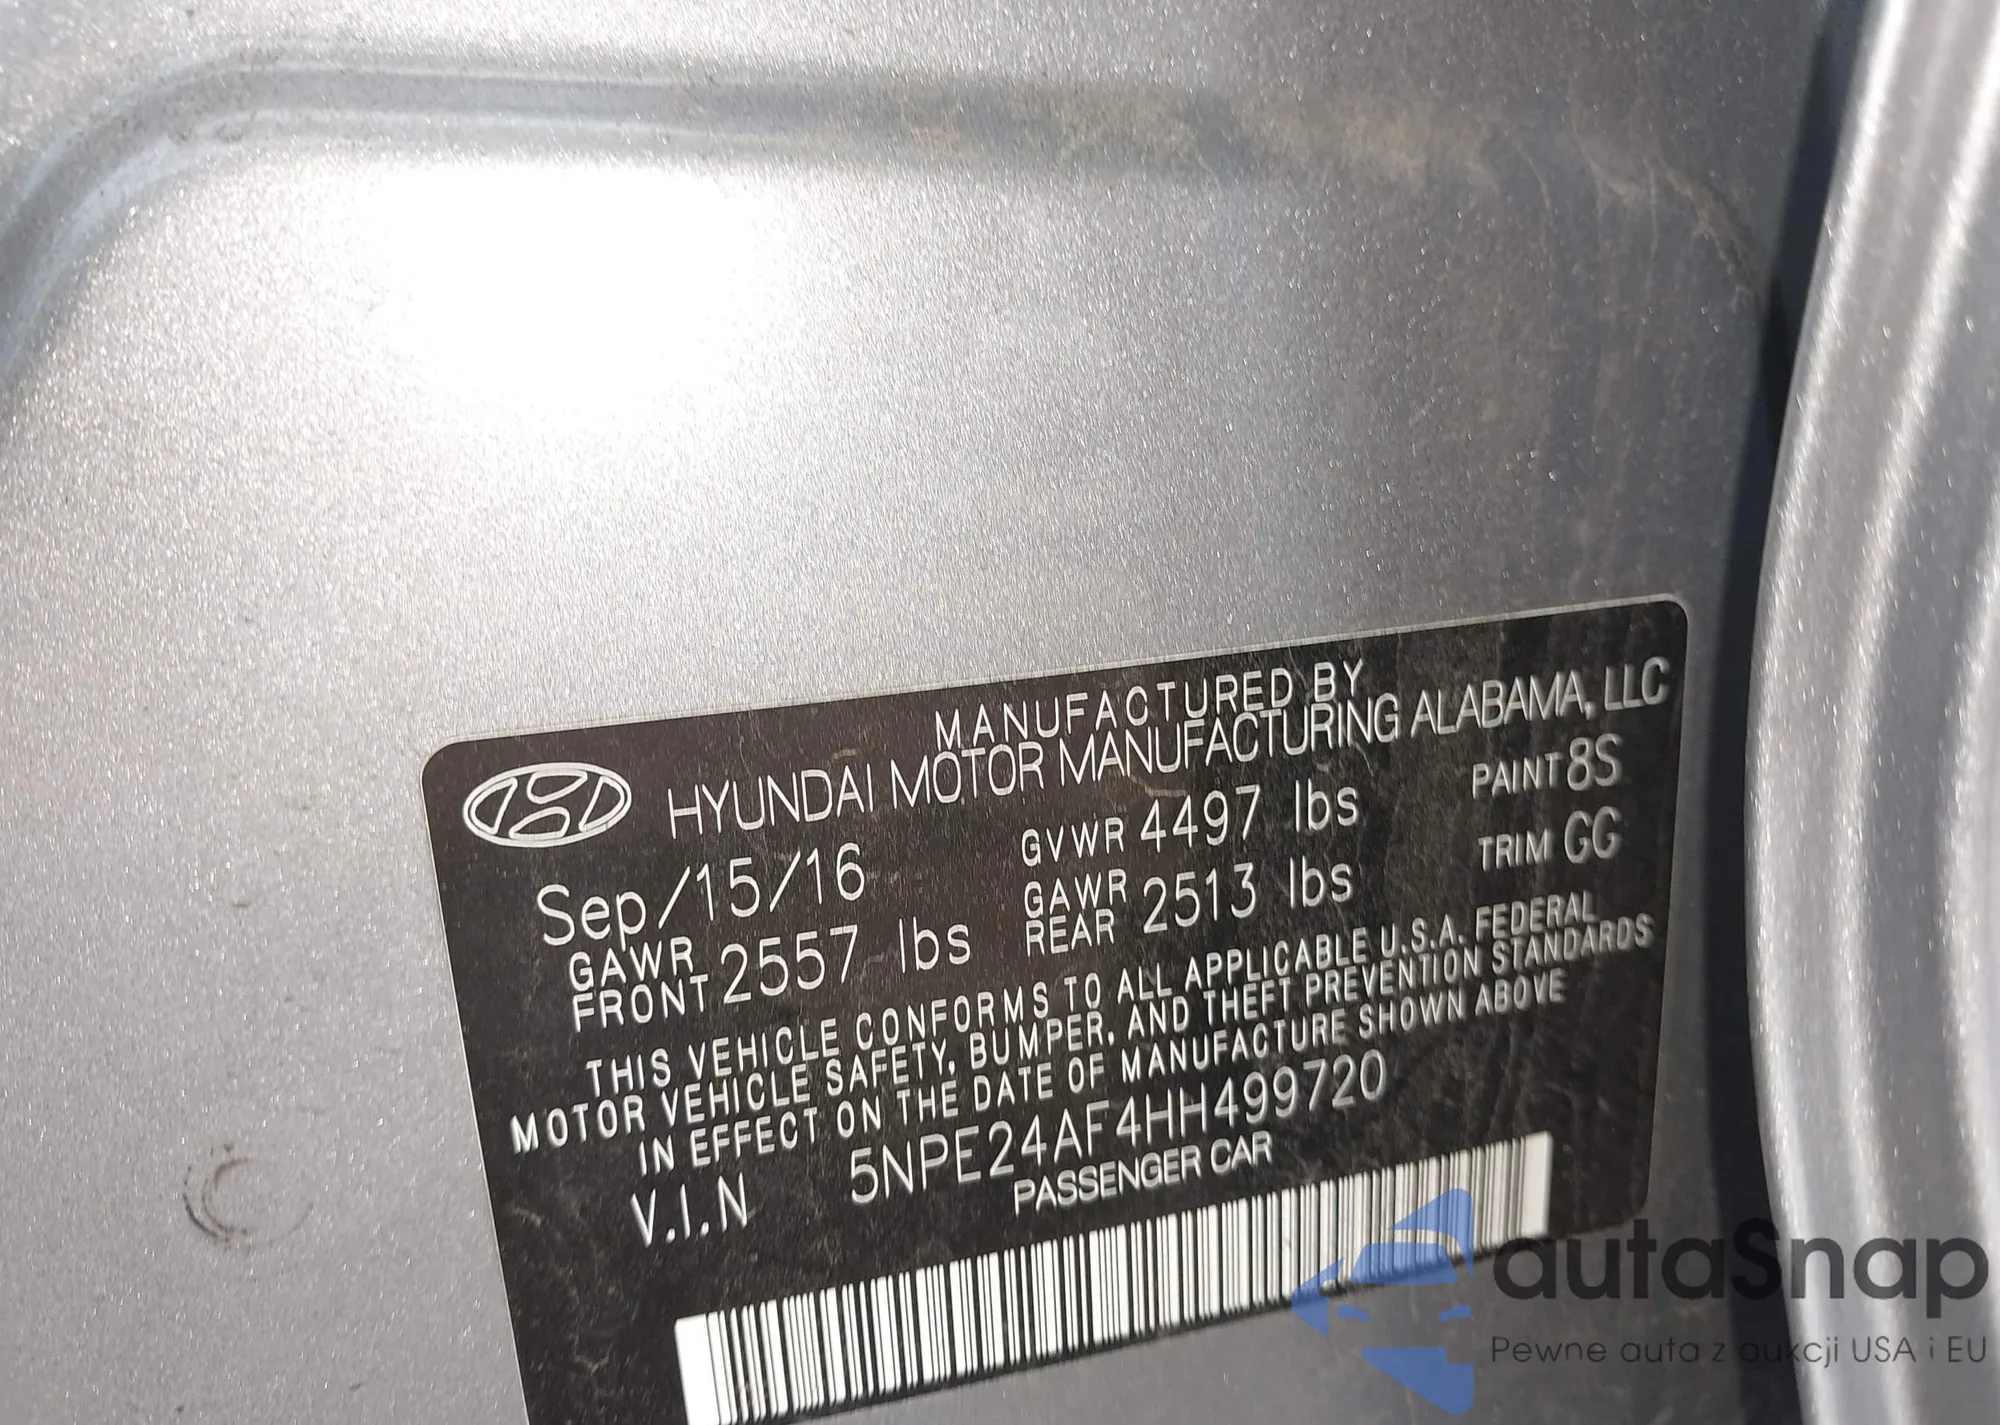 MANUFACTURED BY
HYUNDAI MOTOR MANUFACTURING ALABAMA, LLC
Sep/15/16 GVWR 4497 lbs PAINT 8S
GAWR FRONT 2557 lbs GAWR REAR 2513 lbs TRIM GG
THIS VEHICLE CONFORMS TO ALL APPLICABLE U.S.A. FEDERAL
MOTOR VEHICLE SAFETY, BUMPER, AND THEFT PREVENTION STANDARDS
IN EFFECT ON THE DATE OF MANUFACTURE SHOWN ABOVE
V.I.N 5NPE24AF4HH499720
PASSENGER CAR
autaSnap
Pewne auta z aukcji USA i EU